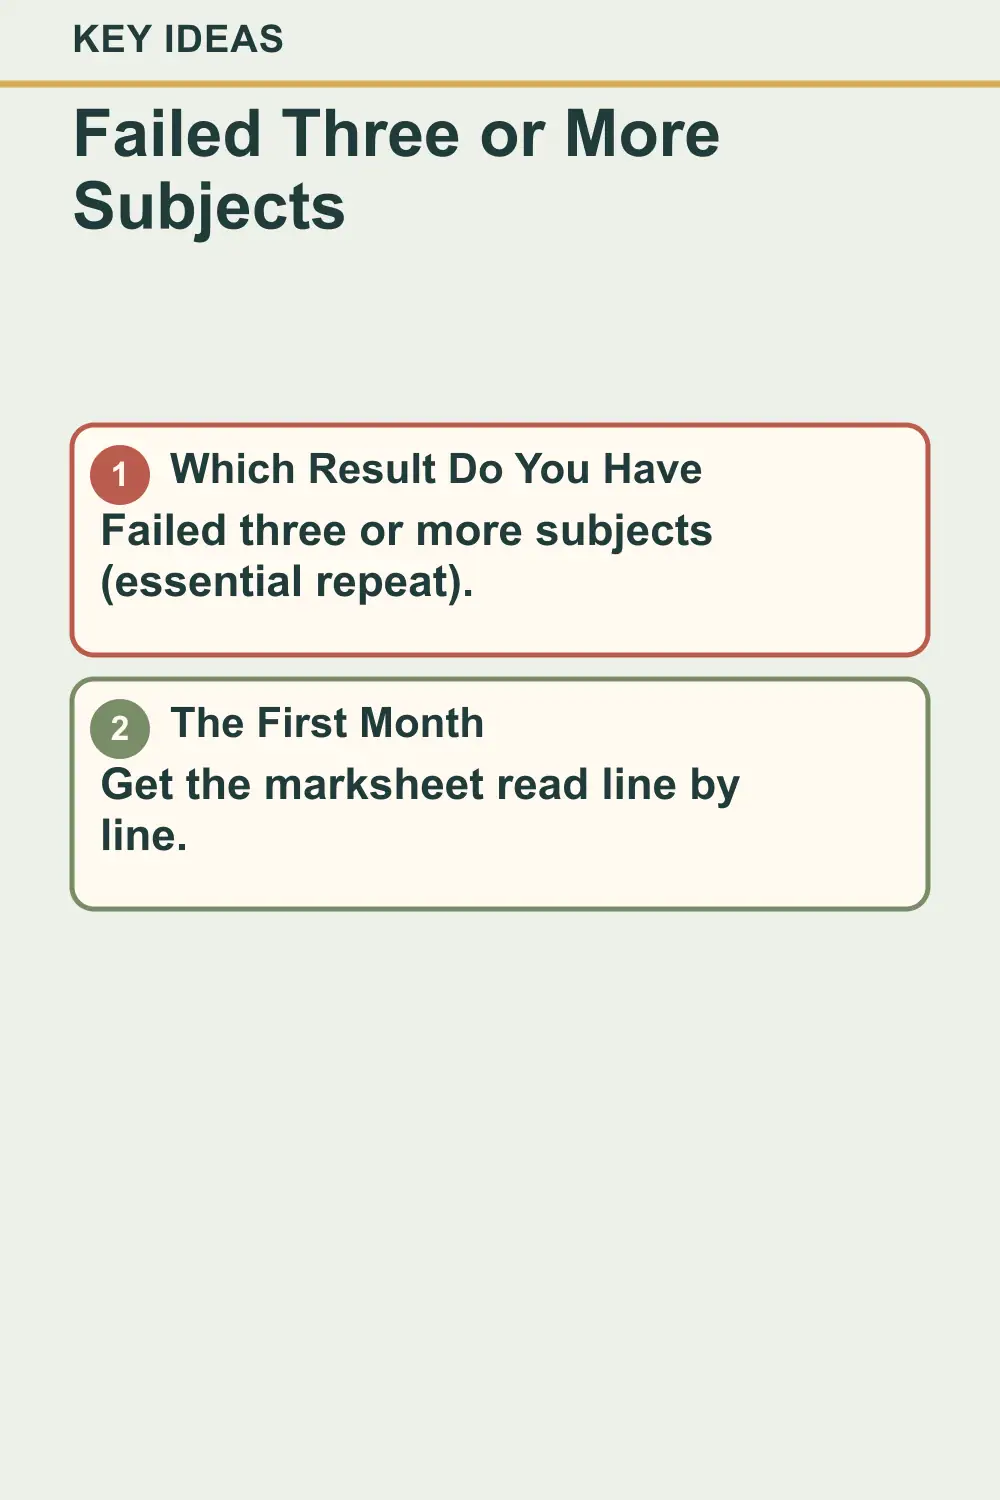 KEY IDEAS
Failed Three or More
Subjects
1 Which Result Do You Have
Failed three or more subjects
(essential repeat).
2 The First Month
Get the marksheet read line by
line.